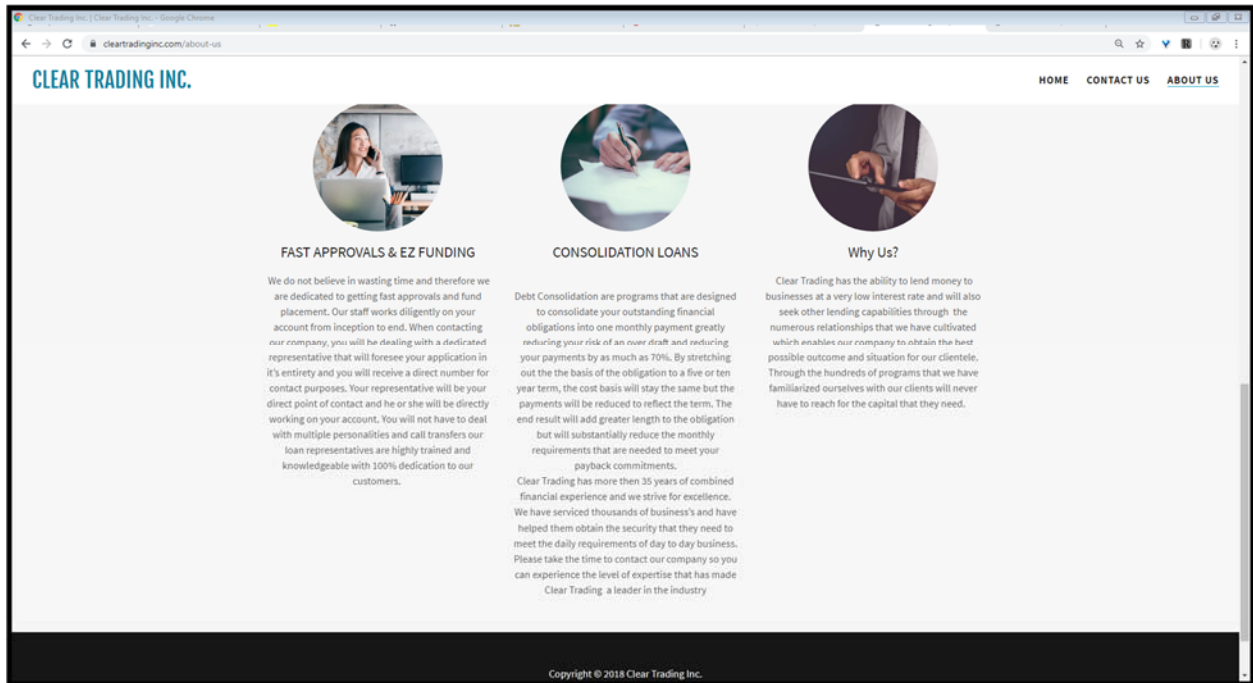 Clear Trading Inc. | Clear Trading Inc. - Google Chrome
cleartradinginc.com/about-us
CLEAR TRADING INC.
HOME CONTACT US ABOUT US
FAST APPROVALS & EZ FUNDING
We do not believe in wasting time and therefore we
are dedicated to getting fast approvals and fund
placement. Our staff works diligently on your
account from inception to end. When contacting
our company, you will be dealing with a dedicated
representative that will foresee your application in
it's entirety and you will receive a direct number for
contact purposes. Your representative will be your
direct point of contact and he or she will be directly
working on your account. You will not have to deal
with multiple personalities and call transfers our
loan representatives are highly trained and
knowledgeable with 100% dedication to our
customers.
CONSOLIDATION LOANS
Debt Consolidation are programs that are designed
to consolidate your outstanding financial
obligations into one monthly payment greatly
reducing your risk of an over draft and reducing
your payments by as much as 70%. By stretching
out the the basis of the obligation to a five or ten
year term, the cost basis will stay the same but the
payments will be reduced to reflect the term. The
end result will add greater length to the obligation
but will substantially reduce the monthly
requirements that are needed to meet your
payback commitments.
Clear Trading has more then 35 years of combined
financial experience and we strive for excellence.
We have serviced thousands of business's and have
helped them obtain the security that they need to
meet the daily requirements of day to day business.
Please take the time to contact our company so you
can experience the level of expertise that has made
Clear Trading a leader in the industry
Why Us?
Clear Trading has the ability to lend money to
businesses at a very low interest rate and will also
seek other lending capabilities through the
numerous relationships that we have cultivated
which enables our company to obtain the best
possible outcome and situation for our clientele.
Through the hundreds of programs that we have
familiarized ourselves with our clients will never
have to reach for the capital that they need.
Copyright © 2018 Clear Trading Inc.